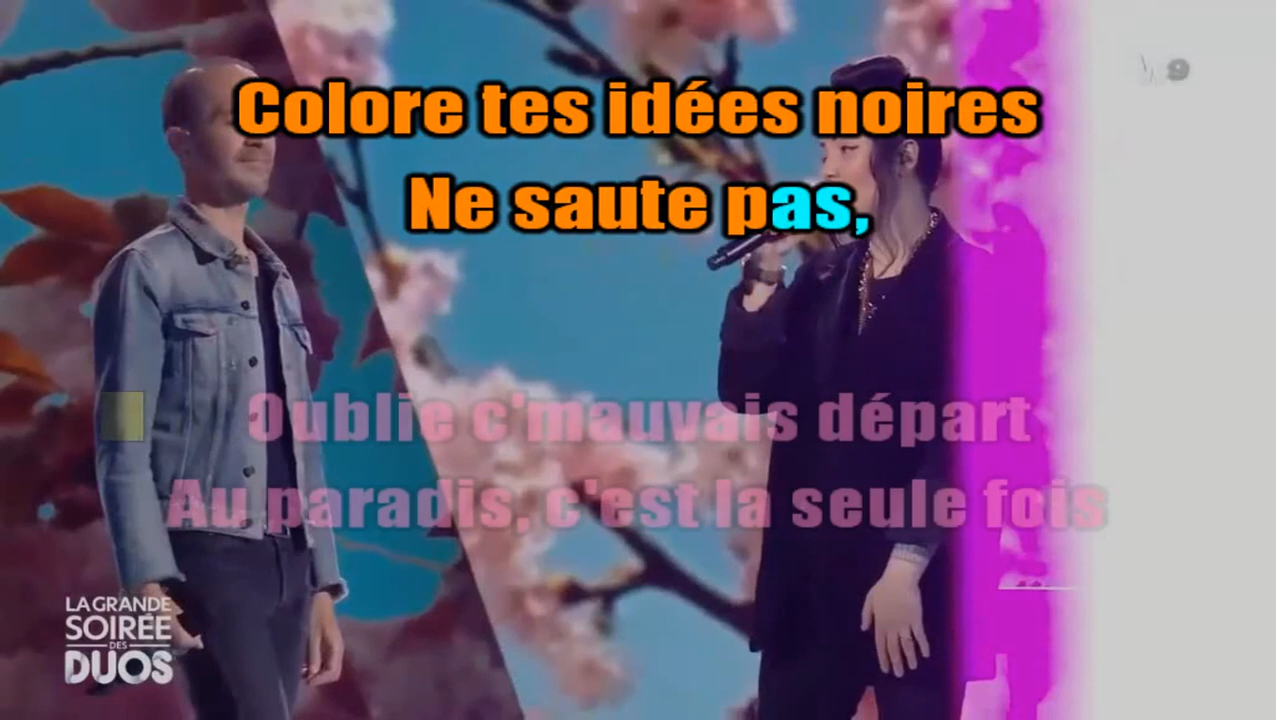 W9
Colore tes idées noires
Ne saute pas,
Oublie c'mauvais départ
Au paradis, c'est la seule fois
LA GRANDE
SOIRÉE
DES
DUOS